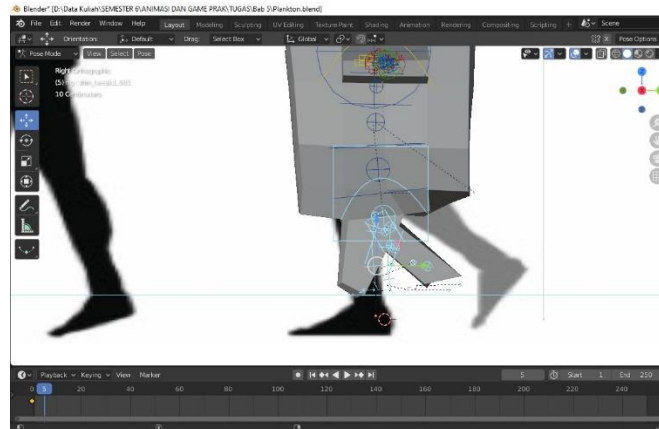 Blender* [D:\Data Kuliah\SEMESTER 6\ANIMASI DAN GAME PRAK\TUGAS\Bab 5\Plankton.blend]
File Edit Render Window Help Layout Modeling Sculpting UV Editing Texture Paint Shading Animation Rendering Compositing Scripting + Scene
Orientation: Default Drag: Select Box Global Pose Options
Pose Mode View Select Pose
Right Orthographic
(5)
10 Centimeters
Playback Keying View Marker 5 Start 1 End 250
0 5 20 40 60 80 100 120 140 160 180 200 220 240